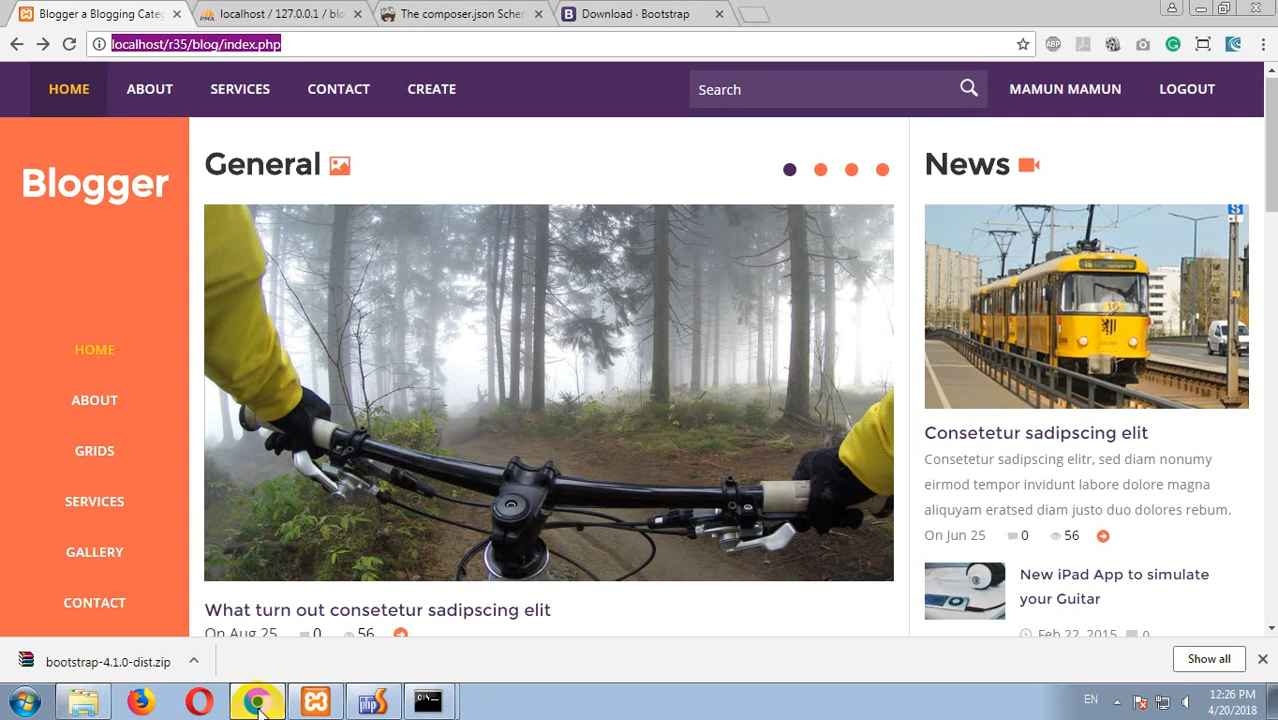 Blogger a Blogging Cate
localhost / 127.0.0.1 / blo
The composer.json Schem
Download · Bootstrap
localhost/r35/blog/index.php
HOME ABOUT SERVICES CONTACT CREATE Search MAMUN MAMUN LOGOUT
Blogger
HOME
ABOUT
GRIDS
SERVICES
GALLERY
CONTACT
General
What turn out consetetur sadipscing elit
On Aug 25 0 56
News
Consetetur sadipscing elit
Consetetur sadipscing elitr, sed diam nonumy
eirmod tempor invidunt labore dolore magna
aliquyam eratsed diam justo duo dolores rebum.
On Jun 25 0 56
New iPad App to simulate
your Guitar
Feb 22, 2015 0
bootstrap-4.1.0-dist.zip
Show all
EN
12:26 PM
4/20/2018